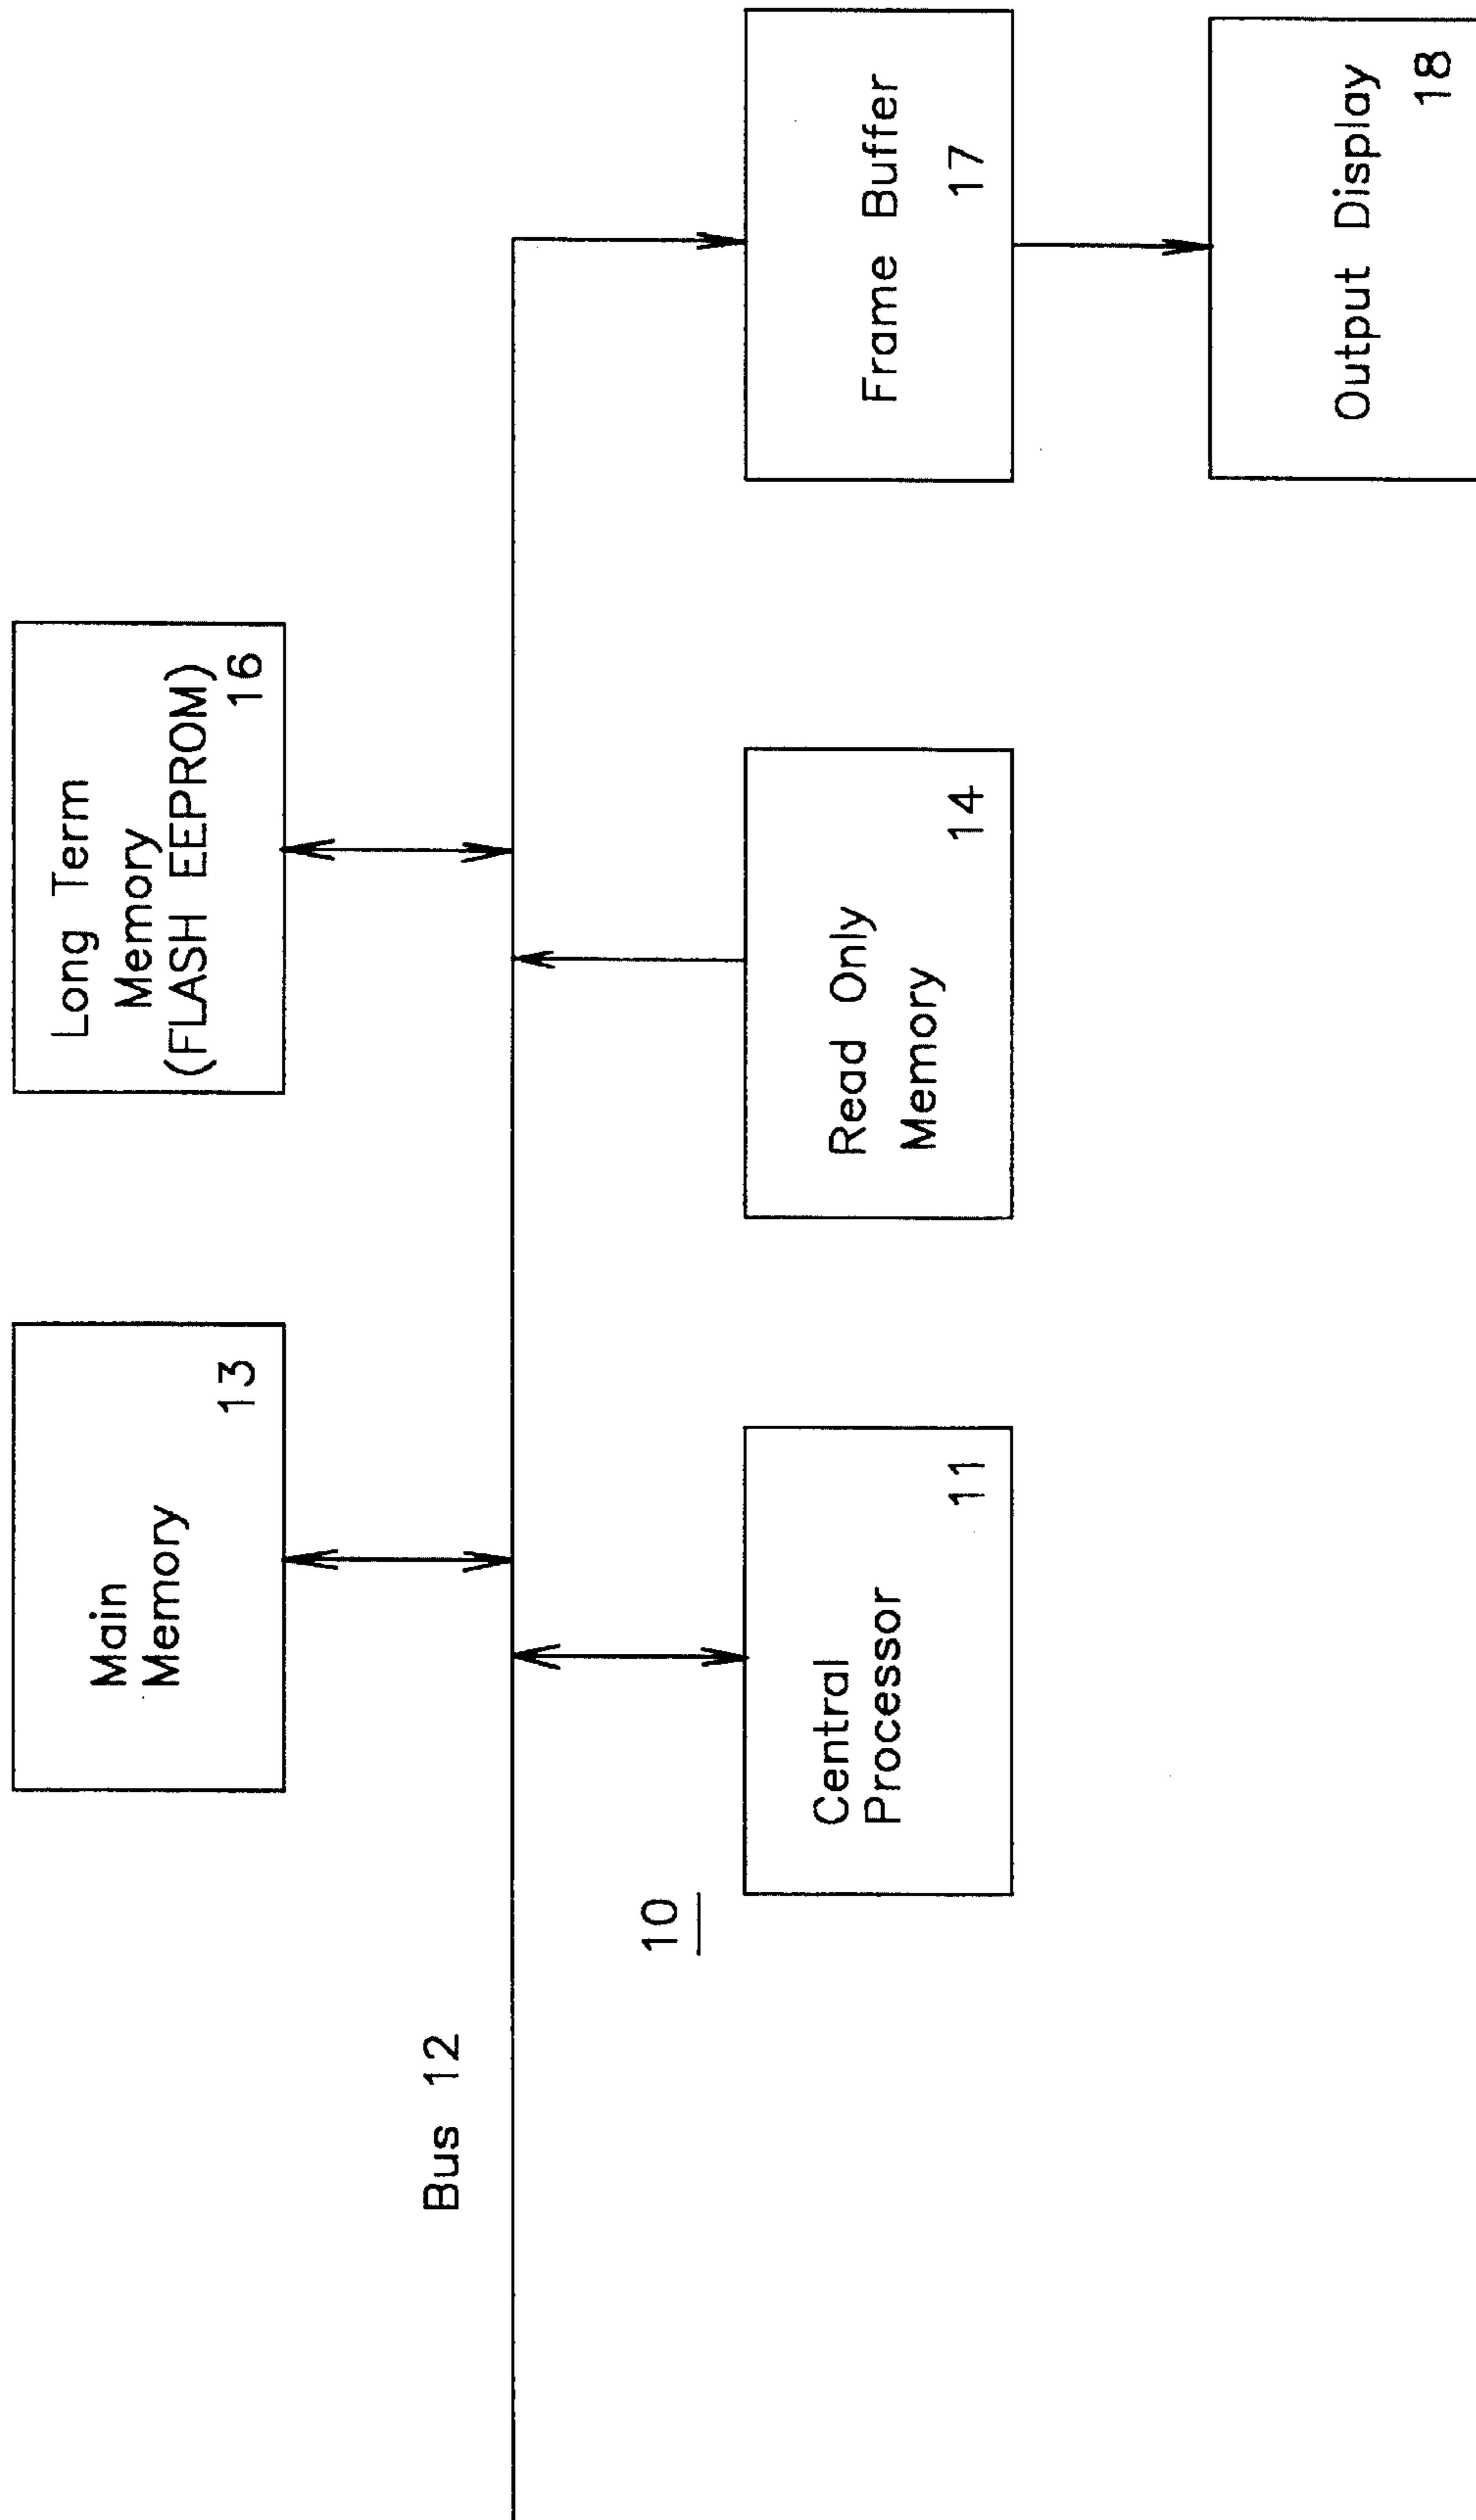 Main
Memory
13
Long Term
Memory
(FLASH EEPROM)
16
Bus 12
10
Central
Processor
11
Read Only
Memory
14
Frame Buffer
17
Output Display
18